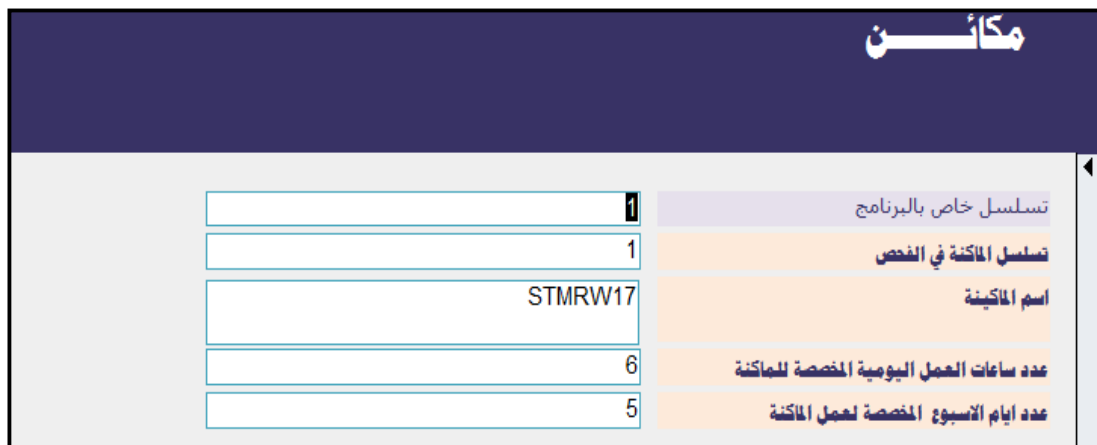 مكائـــــــن
تسلسل خاص بالبرنامج 1
تسلسل الماكنة في الفحص 1
اسم الماكينة STMRW17
عدد ساعات العمل اليومية المخصصة للماكنة 6
عدد ايام الاسبوع المخصصة لعمل الماكنة 5